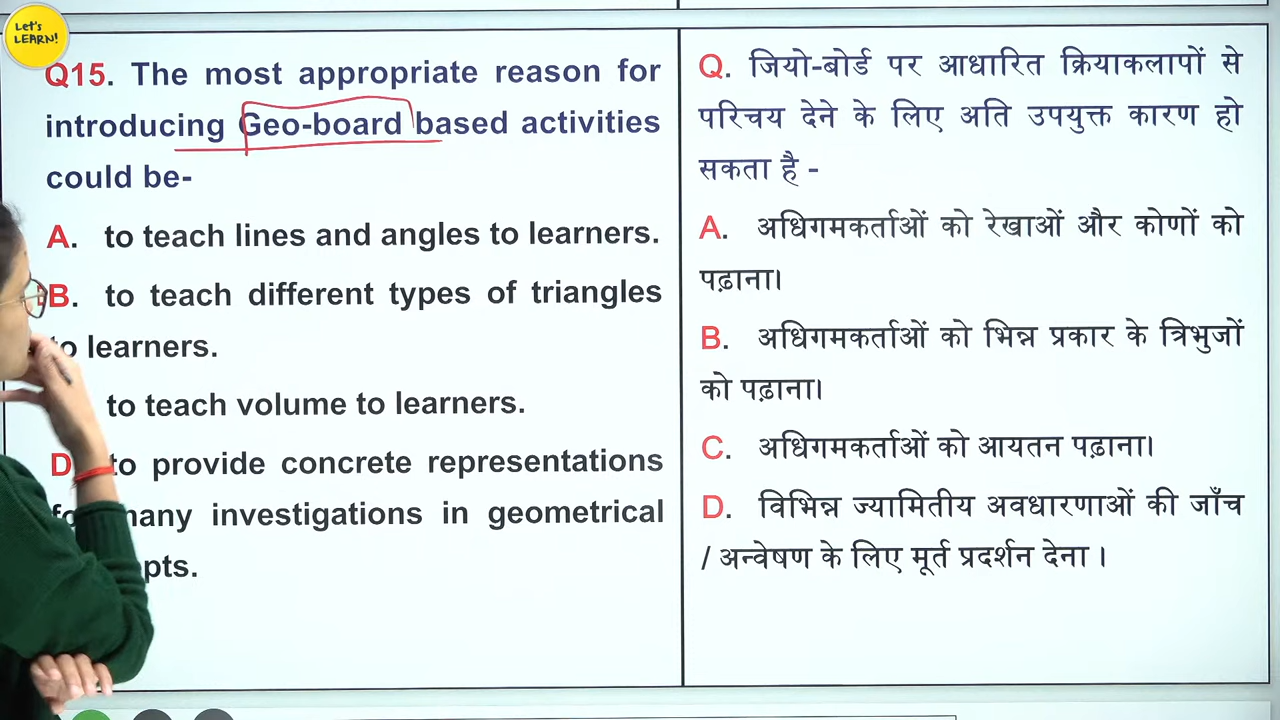 Let's
LEARN!
Q15. The most appropriate reason for
introducing Geo-board based activities
could be-
A. to teach lines and angles to learners.
B. to teach different types of triangles
to learners.
to teach volume to learners.
D to provide concrete representations
many investigations in geometrical
Q. जियो-बोर्ड पर आधारित क्रियाकलापों से
परिचय देने के लिए अति उपयुक्त कारण हो
सकता है -
A. अधिगमकर्ताओं को रेखाओं और कोणों को
पढ़ाना।
B. अधिगमकर्ताओं को भिन्न प्रकार के त्रिभुजों
को पढ़ाना।
C. अधिगमकर्ताओं को आयतन पढ़ाना।
D. विभिन्न ज्यामितीय अवधारणाओं की जाँच
/ अन्वेषण के लिए मूर्त प्रदर्शन देना ।